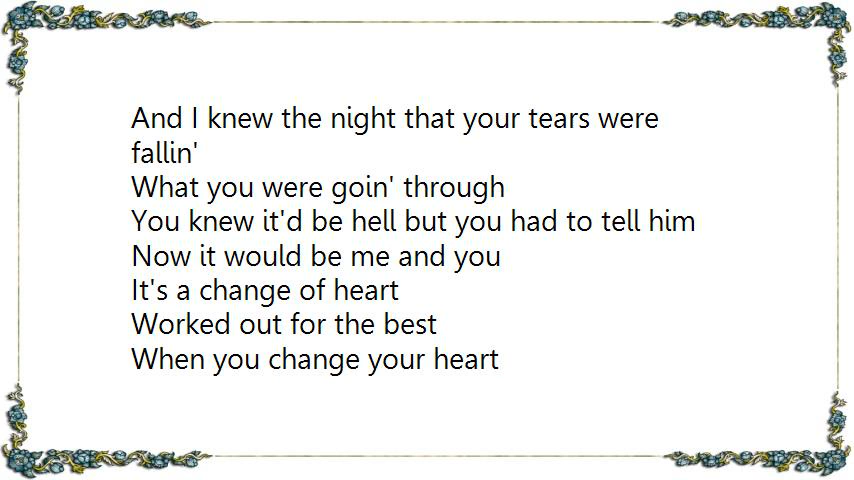 And I knew the night that your tears were
fallin'
What you were goin' through
You knew it'd be hell but you had to tell him
Now it would be me and you
It's a change of heart
Worked out for the best
When you change your heart